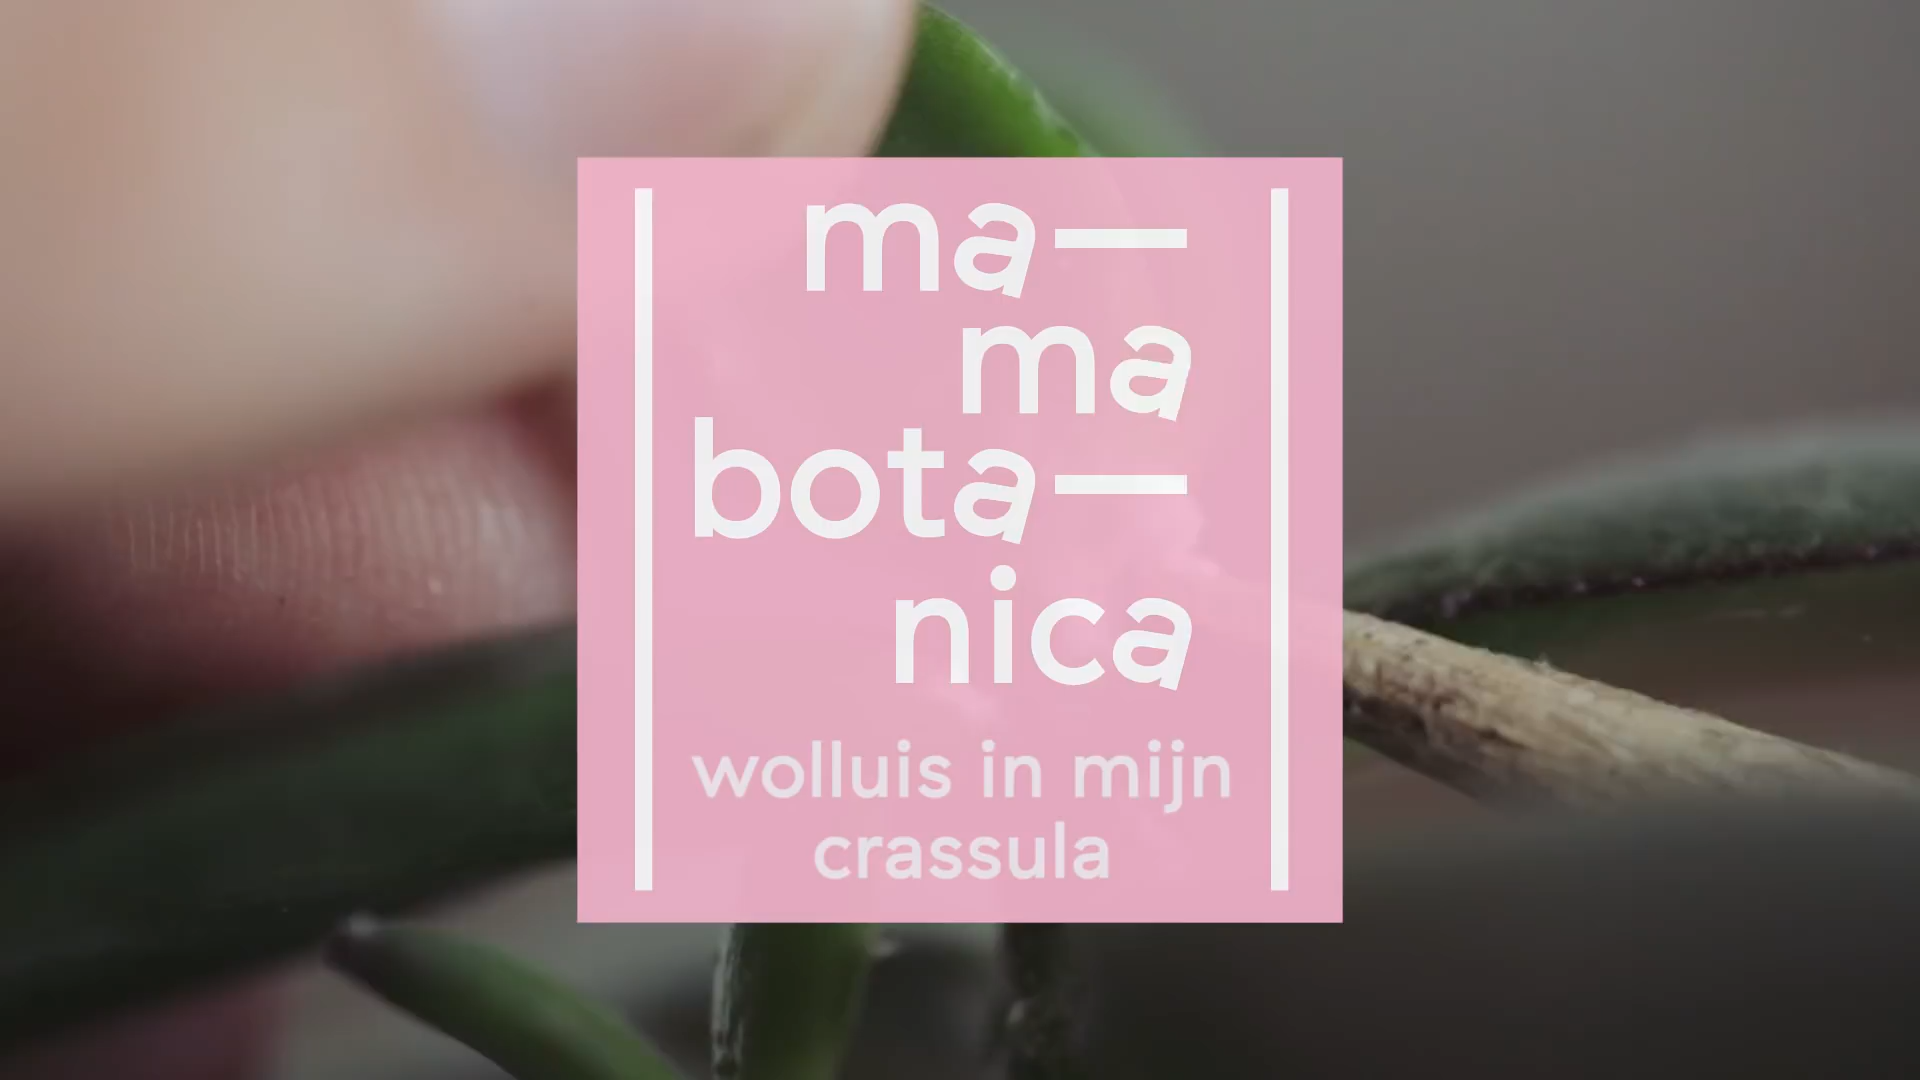 ma—
ma
bota—
nica
wolluis in mijn
crassula